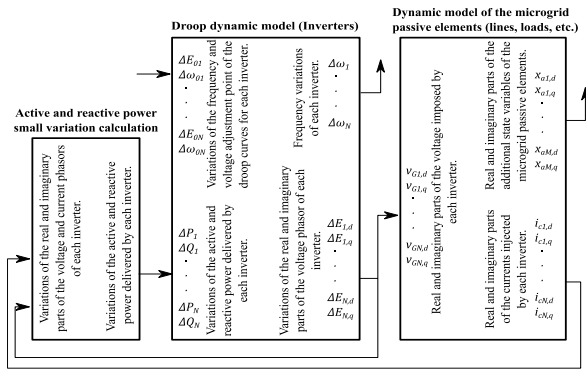 Droop dynamic model (Inverters)
Dynamic model of the microgrid
passive elements (lines, loads, etc.)
Active and reactive power
small variation calculation
Variations of the real and imaginary
parts of the voltage and current phasors
of each inverter.
Variations of the active and reactive
power delivered by each inverter.
ΔE01
Δω01
ΔE0N
Δω0N
Variations of the frequency and
voltage adjustment point of the
droop curves for each inverter.
Frequency variations
of each inverter.
Δω1
ΔωN
ΔP1
ΔQ1
ΔPN
ΔQN
Variations of the active and
reactive power delivered by
each inverter.
Variations of the real and imaginary
parts of the voltage phasor of each
inverter.
ΔE1,d
ΔE1,q
ΔEN,d
ΔEN,q
vG1,d
vG1,q
vGN,d
vGN,q
Real and imaginary parts of the voltage imposed by
each inverter.
Real and imaginary parts of the
additional state variables of the
microgrid passive elements.
xa1,d
xa1,q
xaM,d
xaM,q
Real and imaginary parts
of the currents injected
by each inverter.
ic1,d
ic1,q
icN,d
icN,q